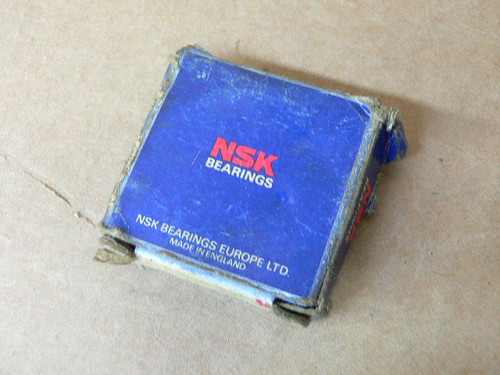 NSK
BEARINGS
NSK BEARINGS EUROPE LTD.
MADE IN ENGLAND